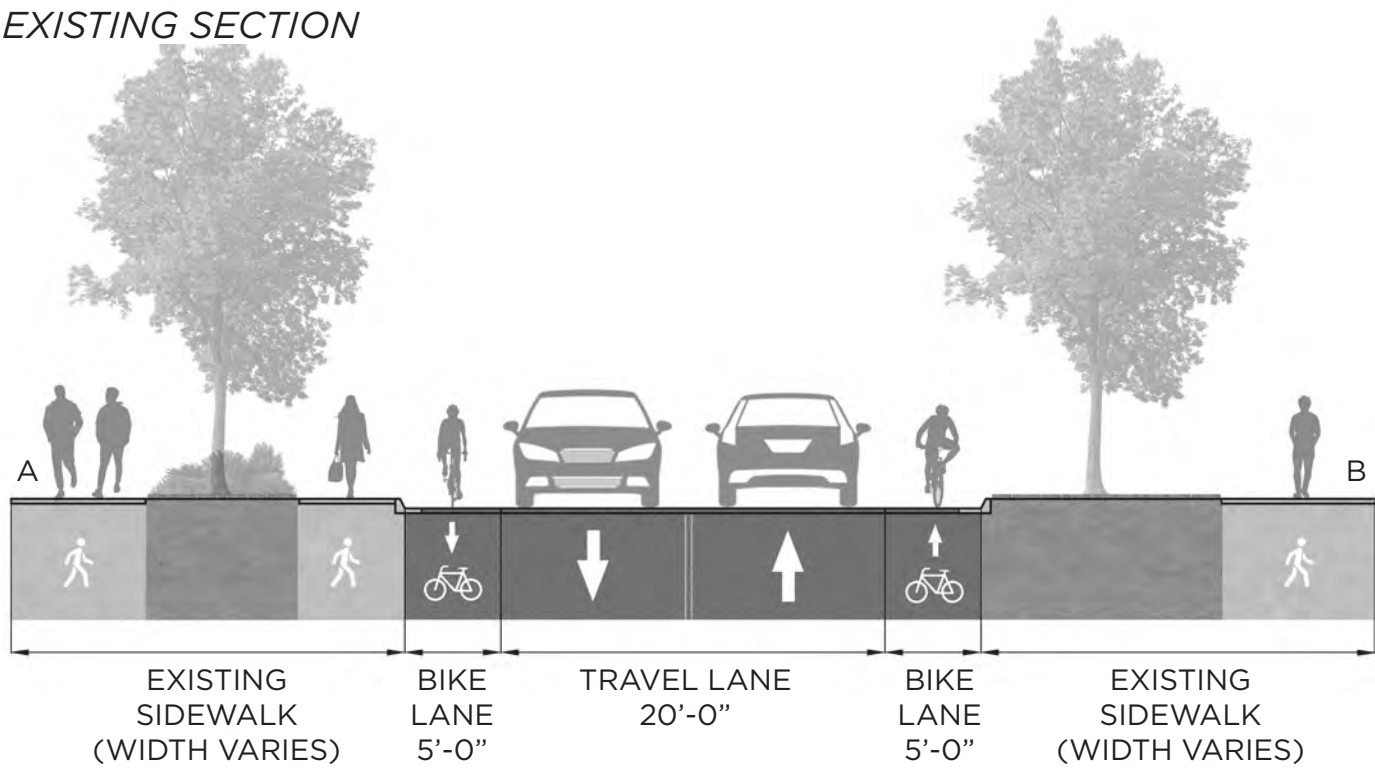 EXISTING SECTION
A
B
EXISTING
SIDEWALK
(WIDTH VARIES)
BIKE
LANE
5’-0”
TRAVEL LANE
20’-0”
BIKE
LANE
5’-0”
EXISTING
SIDEWALK
(WIDTH VARIES)